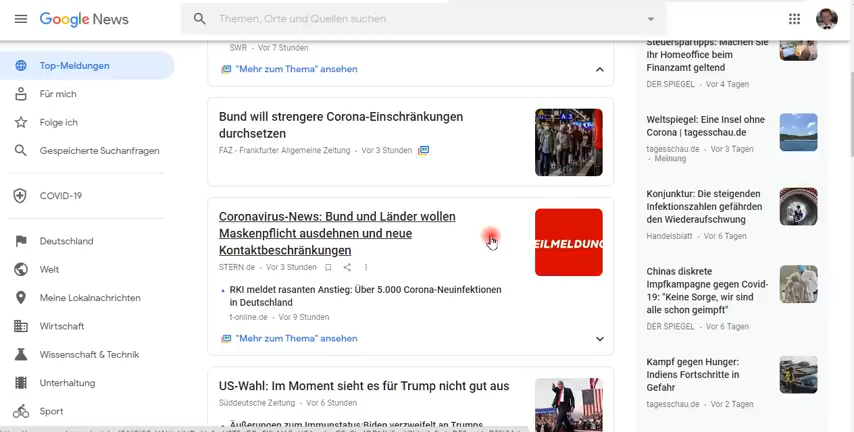 Google News
Themen, Orte und Quellen suchen
Top-Meldungen
Für mich
Folge ich
Gespeicherte Suchanfragen
COVID-19
Deutschland
Welt
Meine Lokalnachrichten
Wirtschaft
Wissenschaft & Technik
Unterhaltung
Sport
SWR • Vor 7 Stunden
"Mehr zum Thema" ansehen
Bund will strengere Corona-Einschränkungen
durchsetzen
FAZ - Frankfurter Allgemeine Zeitung • Vor 3 Stunden
Coronavirus-News: Bund und Länder wollen
Maskenpflicht ausdehnen und neue
Kontaktbeschränkungen
STERN.de • Vor 3 Stunden
EILMELDUNG
• RKI meldet rasanten Anstieg: Über 5.000 Corona-Neuinfektionen
in Deutschland
t-online.de • Vor 9 Stunden
"Mehr zum Thema" ansehen
US-Wahl: Im Moment sieht es für Trump nicht gut aus
Süddeutsche Zeitung • Vor 6 Stunden
• Äußerungen zum Immunstatus: Biden verzweifelt an Trumps
Steuerspartipps: Machen Sie
Ihr Homeoffice beim
Finanzamt geltend
DER SPIEGEL • Vor 4 Tagen
Weltspiegel: Eine Insel ohne
Corona | tagesschau.de
tagesschau.de • Vor 3 Tagen
• Meinung
Konjunktur: Die steigenden
Infektionszahlen gefährden
den Wiederaufschwung
Handelsblatt • Vor 6 Tagen
Chinas diskrete
Impfkampagne gegen Covid-
19: "Keine Sorge, wir sind
alle schon geimpft"
DER SPIEGEL • Vor 6 Tagen
Kampf gegen Hunger:
Indiens Fortschritte in
Gefahr
tagesschau.de • Vor 2 Tagen